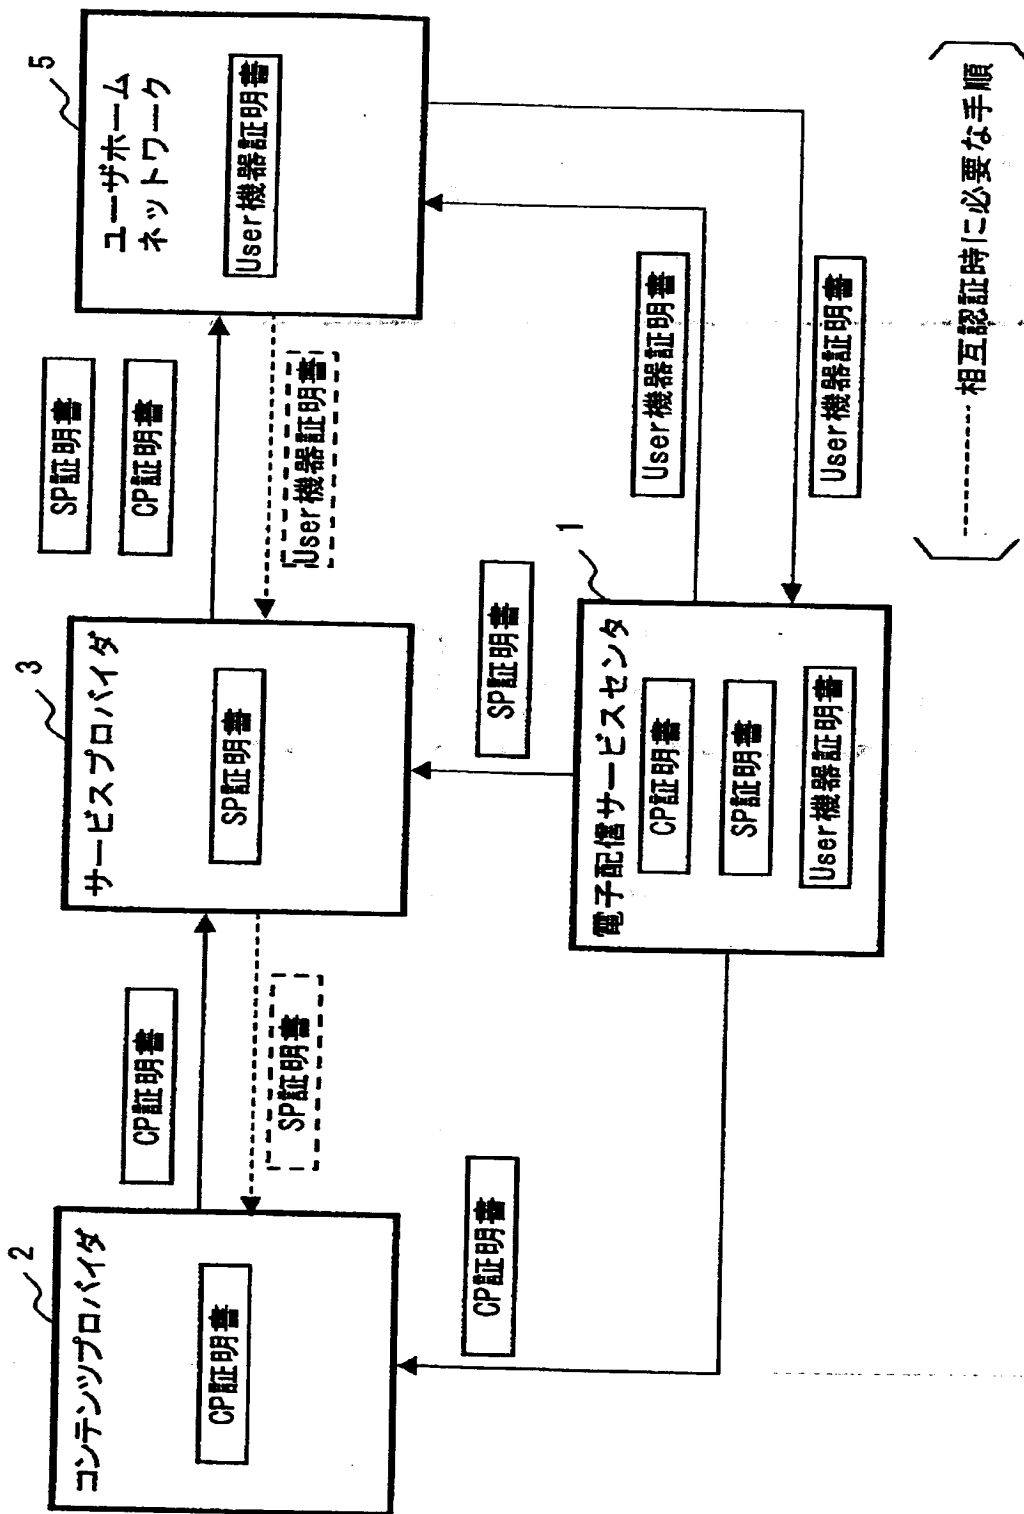 2
コンテンツプロバイダ
CP証明書
CP証明書
SP証明書
CP証明書
3
サービスプロバイダ
SP証明書
SP証明書
CP証明書
User機器証明書
SP証明書
5
ユーザホーム
ネットワーク
User機器証明書
1
電子配信サービスセンタ
CP証明書
SP証明書
User機器証明書
User機器証明書
User機器証明書
相互認証時に必要な手順